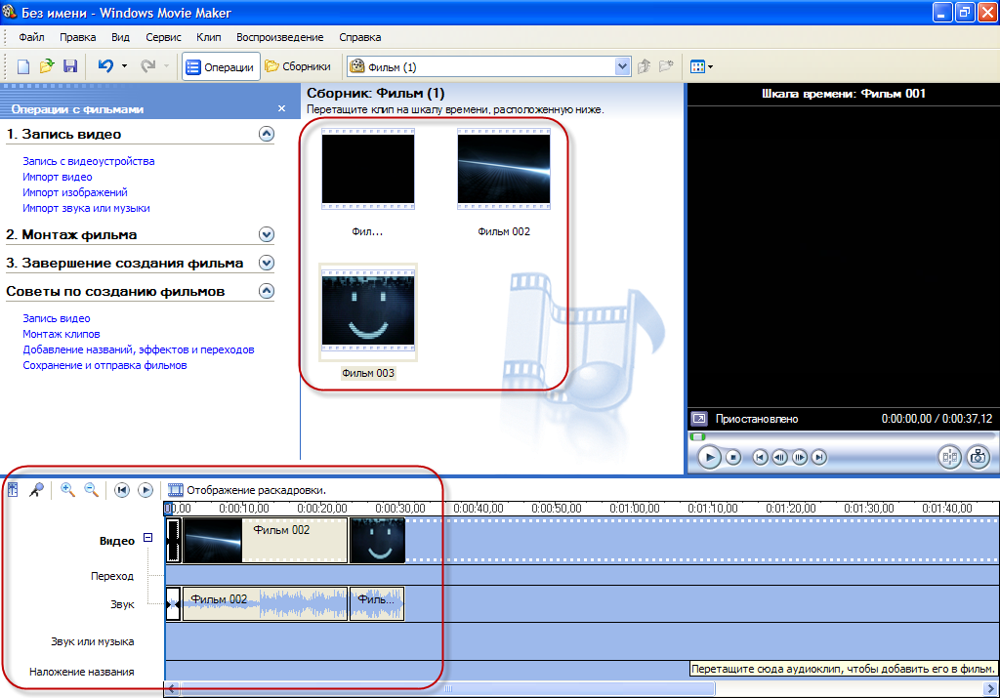 Без имени - Windows Movie Maker
Файл Правка Вид Сервис Клип Воспроизведение Справка
Операции Сборники Фильм (1)
Операции с фильмами
1. Запись видео
Запись с видеоустройства
Импорт видео
Импорт изображений
Импорт звука или музыки
2. Монтаж фильма
3. Завершение создания фильма
Советы по созданию фильмов
Запись видео
Монтаж клипов
Добавление названий, эффектов и переходов
Сохранение и отправка фильмов
Сборник: Фильм (1)
Перетащите клип на шкалу времени, расположенную ниже.
Фил...
Фильм 002
Фильм 003
Шкала времени: Фильм 001
Приостановлено 0:00:00,00 / 0:00:37,12
Отображение раскадровки.
0,00 0:00:10,00 0:00:20,00 0:00:30,00 0:00:40,00 0:00:50,00 0:01:00,00 0:01:10,00 0:01:20,00 0:01:30,00 0:01:40,00
Видео Фильм 002
Переход
Звук Фильм 002 Филь...
Звук или музыка
Наложение названия
Перетащите сюда аудиоклип, чтобы добавить его в фильм.